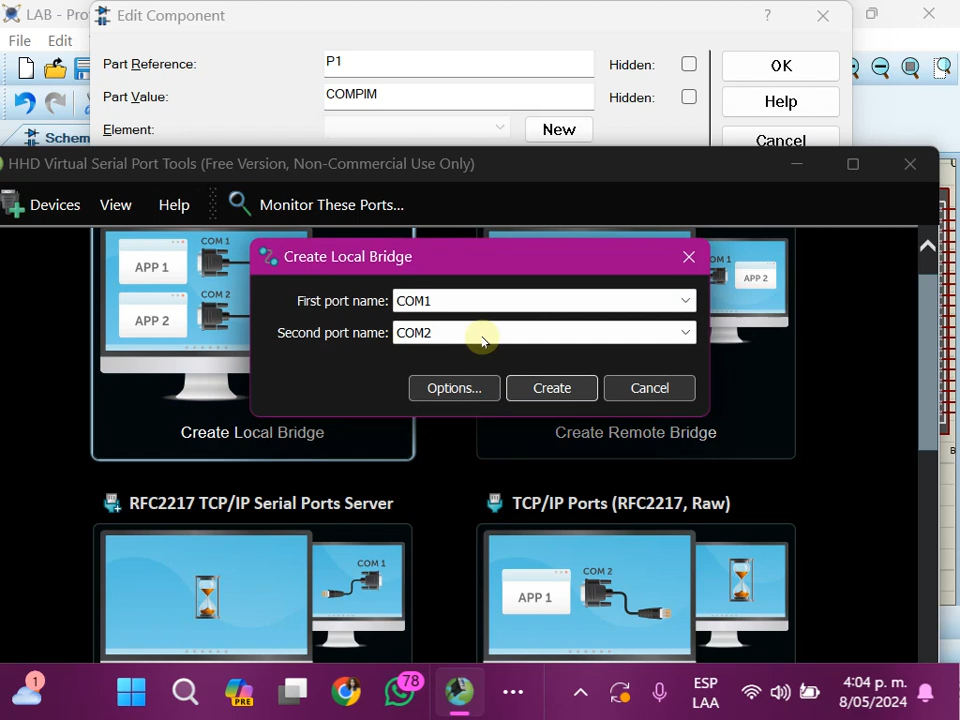 LAB - Pro
Edit Component
?
File Edit
Part Reference:
P1
Hidden:
OK
Part Value:
COMPIM
Hidden:
Help
Element:
New
Cancel
Schem
HHD Virtual Serial Port Tools (Free Version, Non-Commercial Use Only)
Devices View Help Monitor These Ports...
COM 1
APP 1
COM 2
APP 2
OM 1
APP 2
Create Local Bridge
First port name: COM1
Second port name: COM2
Options... Create Cancel
Create Local Bridge
Create Remote Bridge
RFC2217 TCP/IP Serial Ports Server
TCP/IP Ports (RFC2217, Raw)
COM 1
COM 2
APP 1
1
PRE
78
ESP
LAA
4:04 p. m.
8/05/2024